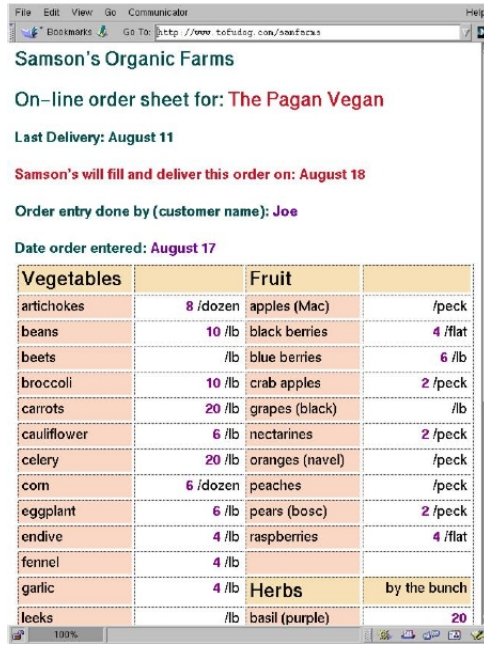 File Edit View Go Communicator Help
Bookmarks Go To: http://www.tofudog.com/samfarms
Samson's Organic Farms
On-line order sheet for: The Pagan Vegan
Last Delivery: August 11
Samson's will fill and deliver this order on: August 18
Order entry done by (customer name): Joe
Date order entered: August 17
Vegetables Fruit
artichokes 8 /dozen apples (Mac) /peck
beans 10 /lb black berries 4 /flat
beets /lb blue berries 6 /lb
broccoli 10 /lb crab apples 2 /peck
carrots 20 /lb grapes (black) /lb
cauliflower 6 /lb nectarines 2 /peck
celery 20 /lb oranges (navel) /peck
corn 6 /dozen peaches /peck
eggplant 6 /lb pears (bosc) 2 /peck
endive 4 /lb raspberries 4 /flat
fennel 4 /lb
garlic 4 /lb Herbs by the bunch
leeks /lb basil (purple) 20
100%